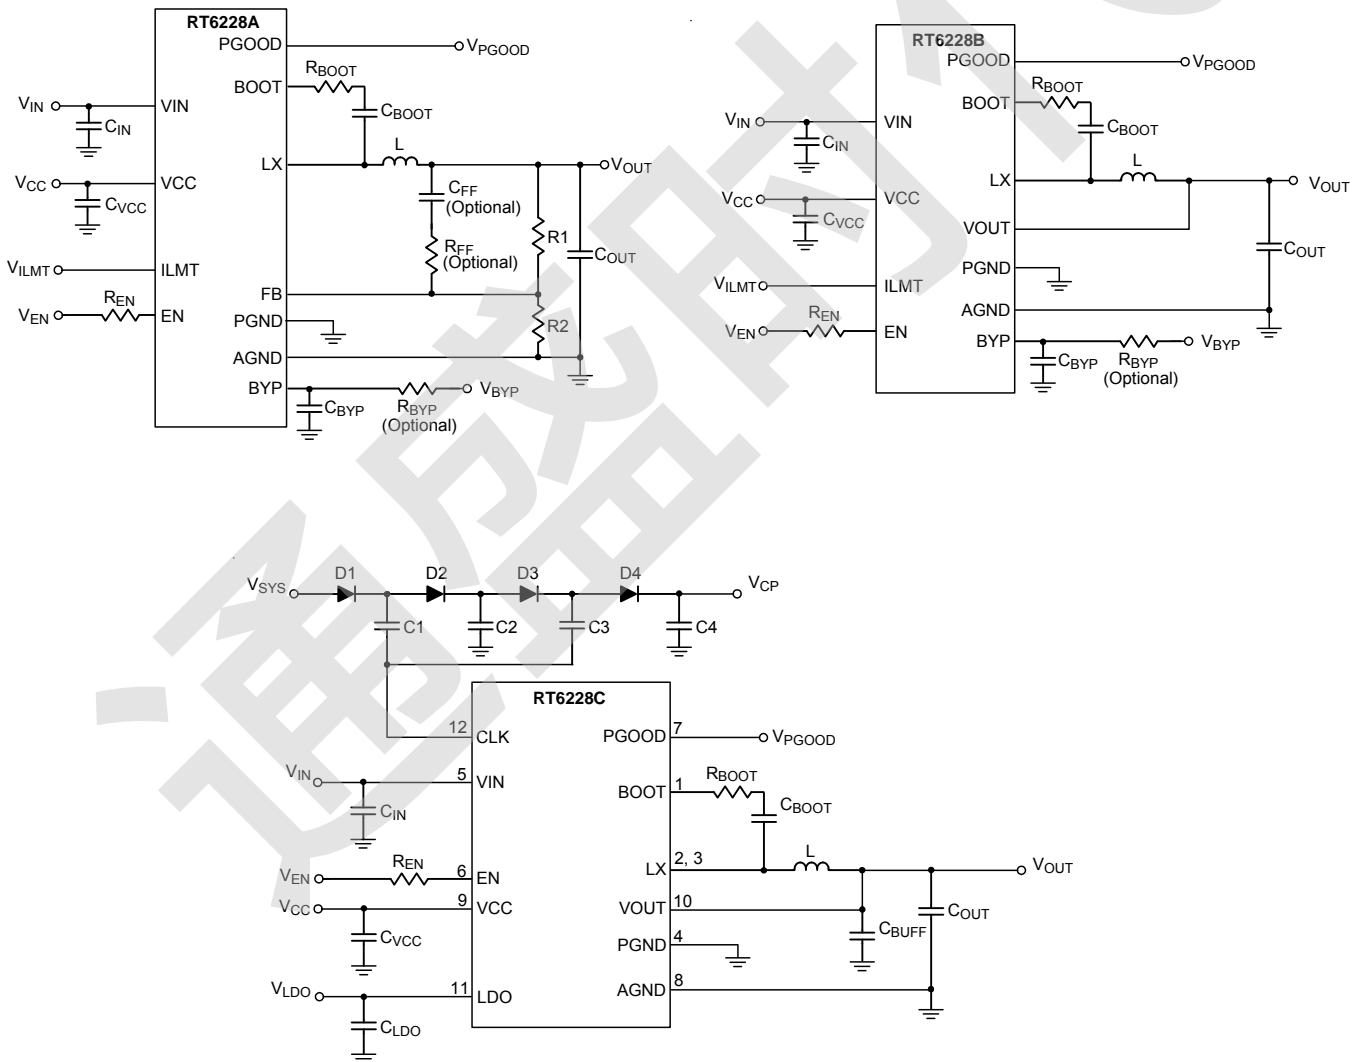 RT6228A
PGOOD
VPGOOD
BOOT
RBOOT
CBOOT
VIN
VIN
CIN
LX
L
VOUT
VCC
VCC
CVCC
CFF
(Optional)
RFF
(Optional)
R1
COUT
VILMT
ILMT
FB
VEN
REN
EN
PGND
R2
AGND
BYP
VBYP
CBYP
RBYP
(Optional)
RT6228B
PGOOD
VPGOOD
BOOT
RBOOT
CBOOT
VIN
VIN
CIN
LX
L
VOUT
VCC
VCC
CVCC
VOUT
COUT
PGND
VILMT
ILMT
AGND
VEN
REN
EN
BYP
VBYP
CBYP
RBYP
(Optional)
VSYS
D1
D2
D3
D4
VCP
C1
C2
C3
C4
RT6228C
12
CLK
PGOOD
7
VPGOOD
VIN
5
VIN
CIN
BOOT
1
RBOOT
CBOOT
LX
2, 3
L
VOUT
VEN
REN
6
EN
VCC
9
VCC
CVCC
VOUT
10
CBUFF
COUT
PGND
4
VLDO
11
LDO
CLDO
AGND
8
通盛时代